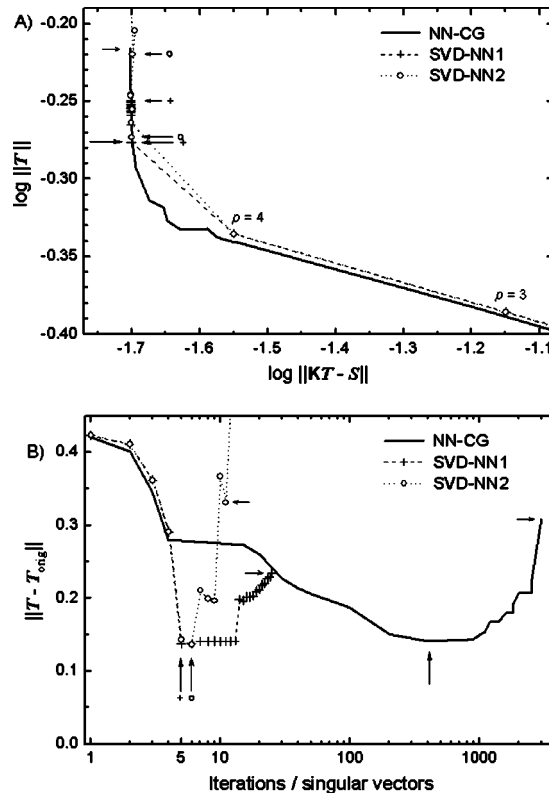 A)
-0.20
-0.25
-0.30
-0.35
-0.40
log ||T||
NN-CG
SVD-NN1
SVD-NN2
p = 4
p = 3
-1.7
-1.6
-1.5
-1.4
-1.3
-1.2
-1.1
log ||KT - S||
B)
0.4
0.3
0.2
0.1
0.0
||T - Torig||
NN-CG
SVD-NN1
SVD-NN2
1
5
10
100
1000
Iterations / singular vectors